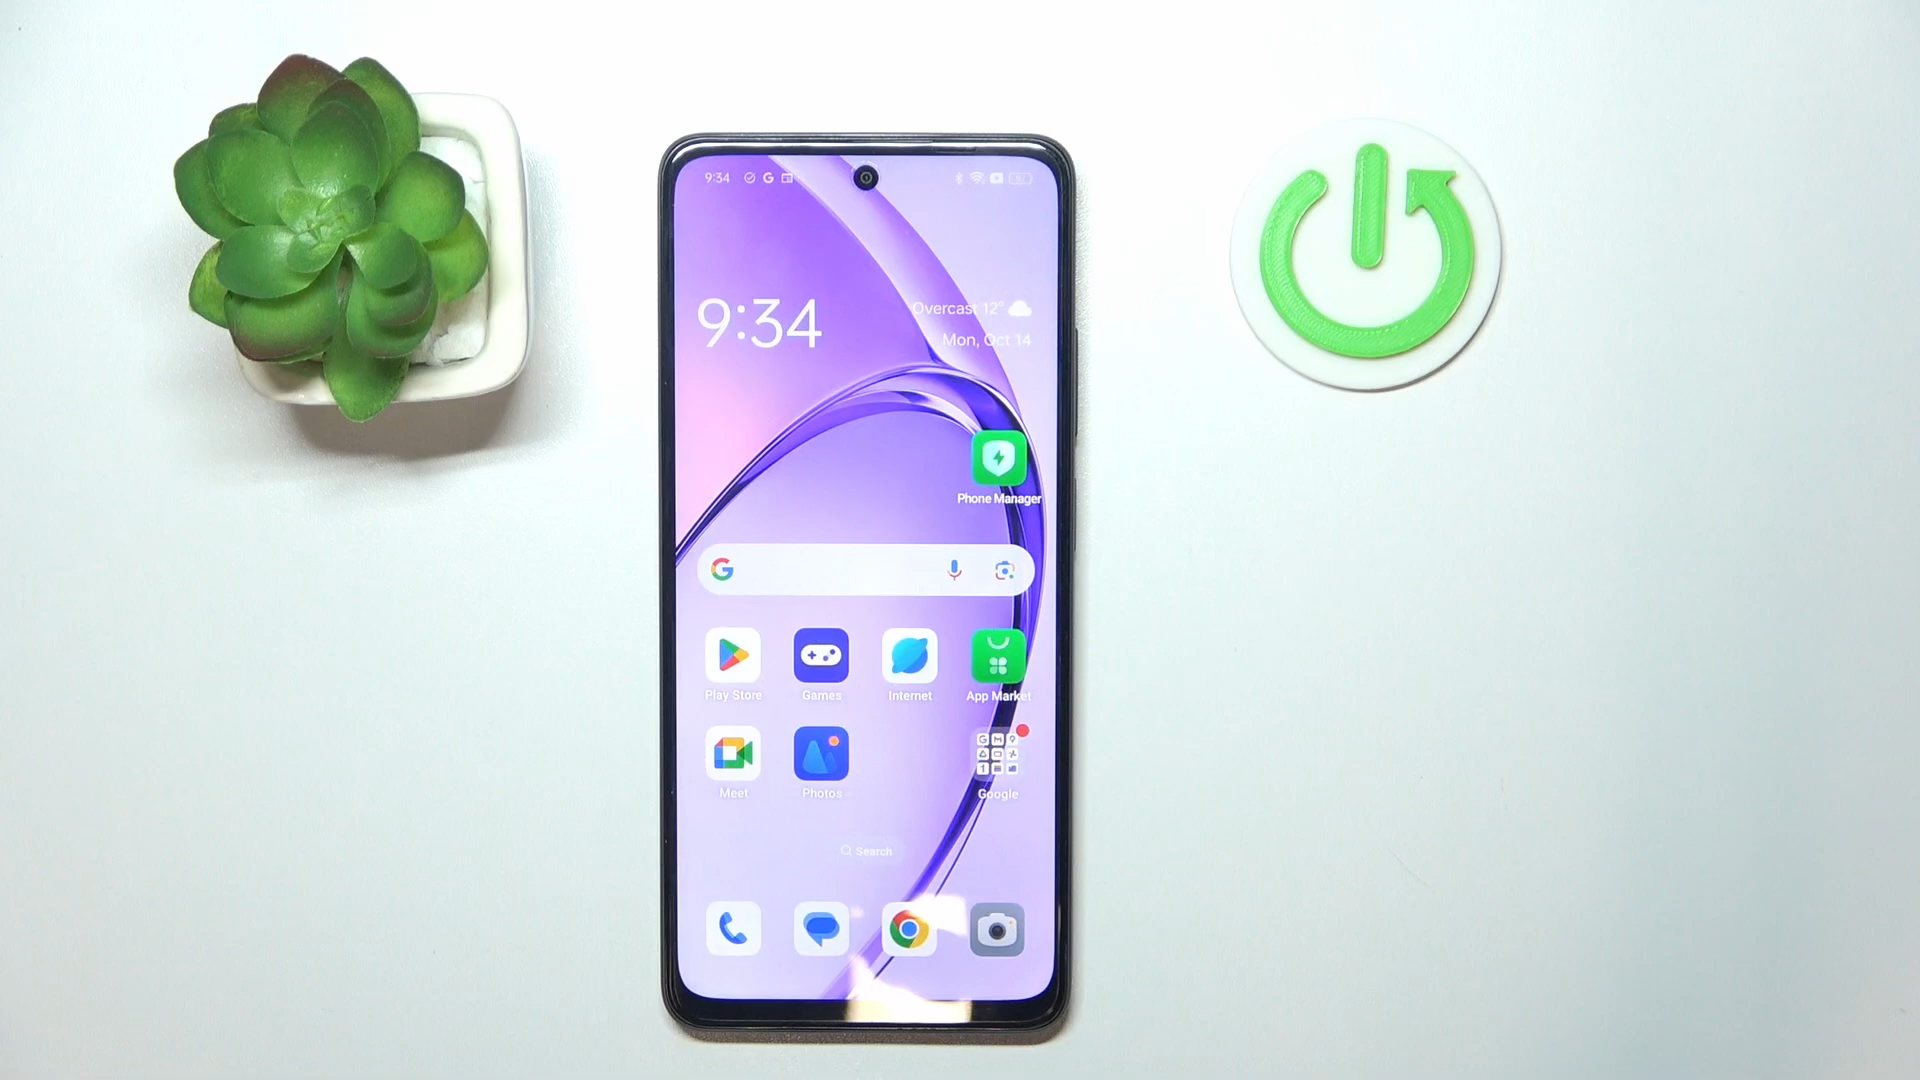 9:34
9:34
Overcast 12°
Mon, Oct 14
Phone Manager
Play Store
Games
Internet
App Market
Meet
Photos
Google
Search